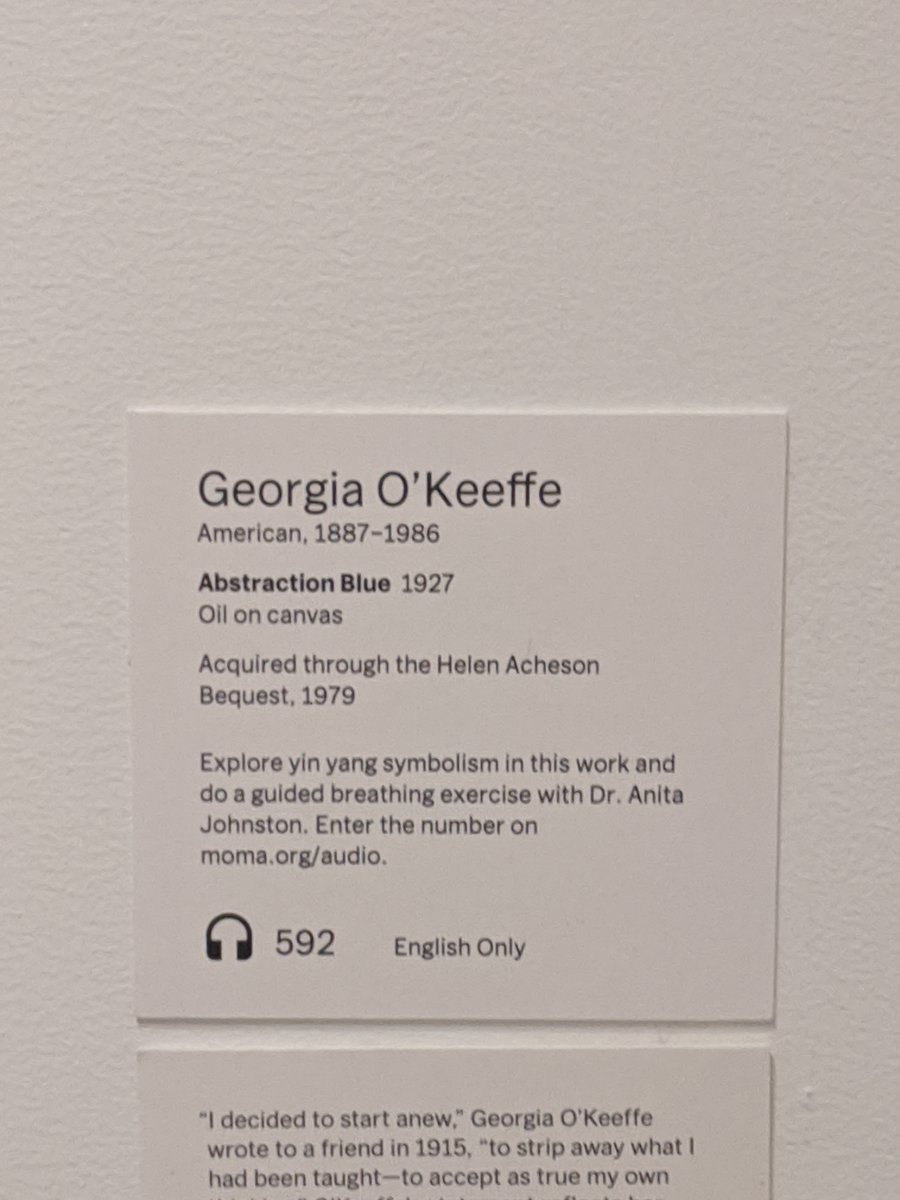 Georgia O’Keeffe
American, 1887–1986
Abstraction Blue 1927
Oil on canvas
Acquired through the Helen Acheson
Bequest, 1979
Explore yin yang symbolism in this work and
do a guided breathing exercise with Dr. Anita
Johnston. Enter the number on
moma.org/audio.
592 English Only
“I decided to start anew,” Georgia O’Keeffe
wrote to a friend in 1915, “to strip away what I
had been taught—to accept as true my own